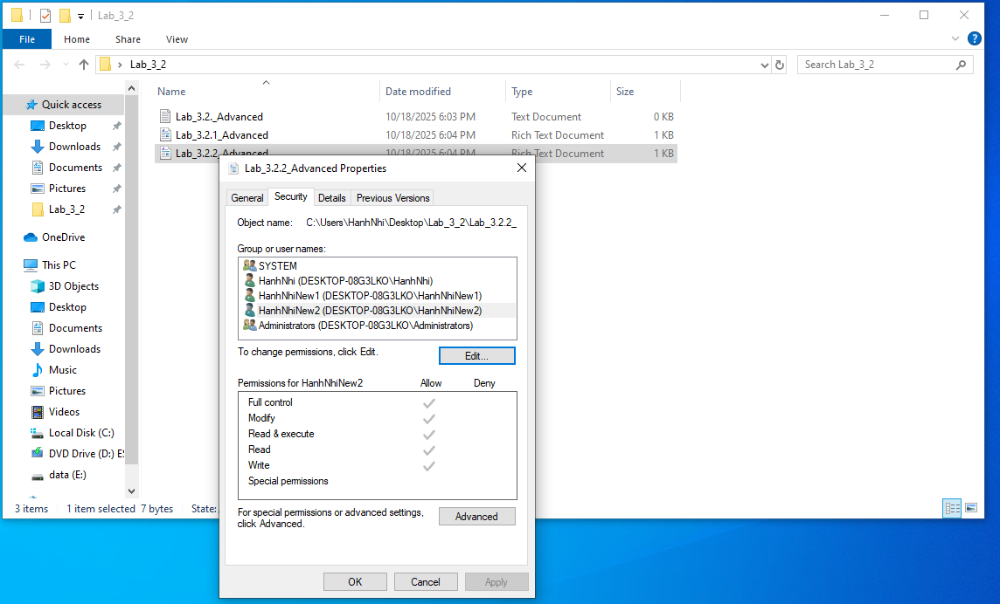 Lab_3_2
File Home Share View
Lab_3_2
Search Lab_3_2
Quick access
Desktop
Downloads
Documents
Pictures
Lab_3_2
OneDrive
This PC
3D Objects
Desktop
Documents
Downloads
Music
Pictures
Videos
Local Disk (C:)
DVD Drive (D:) ES
data (E:)
Name Date modified Type Size
Lab_3.2._Advanced 10/18/2025 6:03 PM Text Document 0 KB
Lab_3.2.1_Advanced 10/18/2025 6:04 PM Rich Text Document 1 KB
Lab_3.2.2_Advanced 10/18/2025 6:04 PM Rich Text Document 1 KB
Lab_3.2.2_Advanced Properties
General Security Details Previous Versions
Object name: C:\Users\HanhNhi\Desktop\Lab_3_2\Lab_3.2.2_
Group or user names:
SYSTEM
HanhNhi (DESKTOP-08G3LKO\HanhNhi)
HanhNhiNew1 (DESKTOP-08G3LKO\HanhNhiNew1)
HanhNhiNew2 (DESKTOP-08G3LKO\HanhNhiNew2)
Administrators (DESKTOP-08G3LKO\Administrators)
To change permissions, click Edit.
Edit...
Permissions for HanhNhiNew2 Allow Deny
Full control
Modify
Read & execute
Read
Write
Special permissions
For special permissions or advanced settings,
click Advanced.
Advanced
OK Cancel Apply
3 items 1 item selected 7 bytes State: